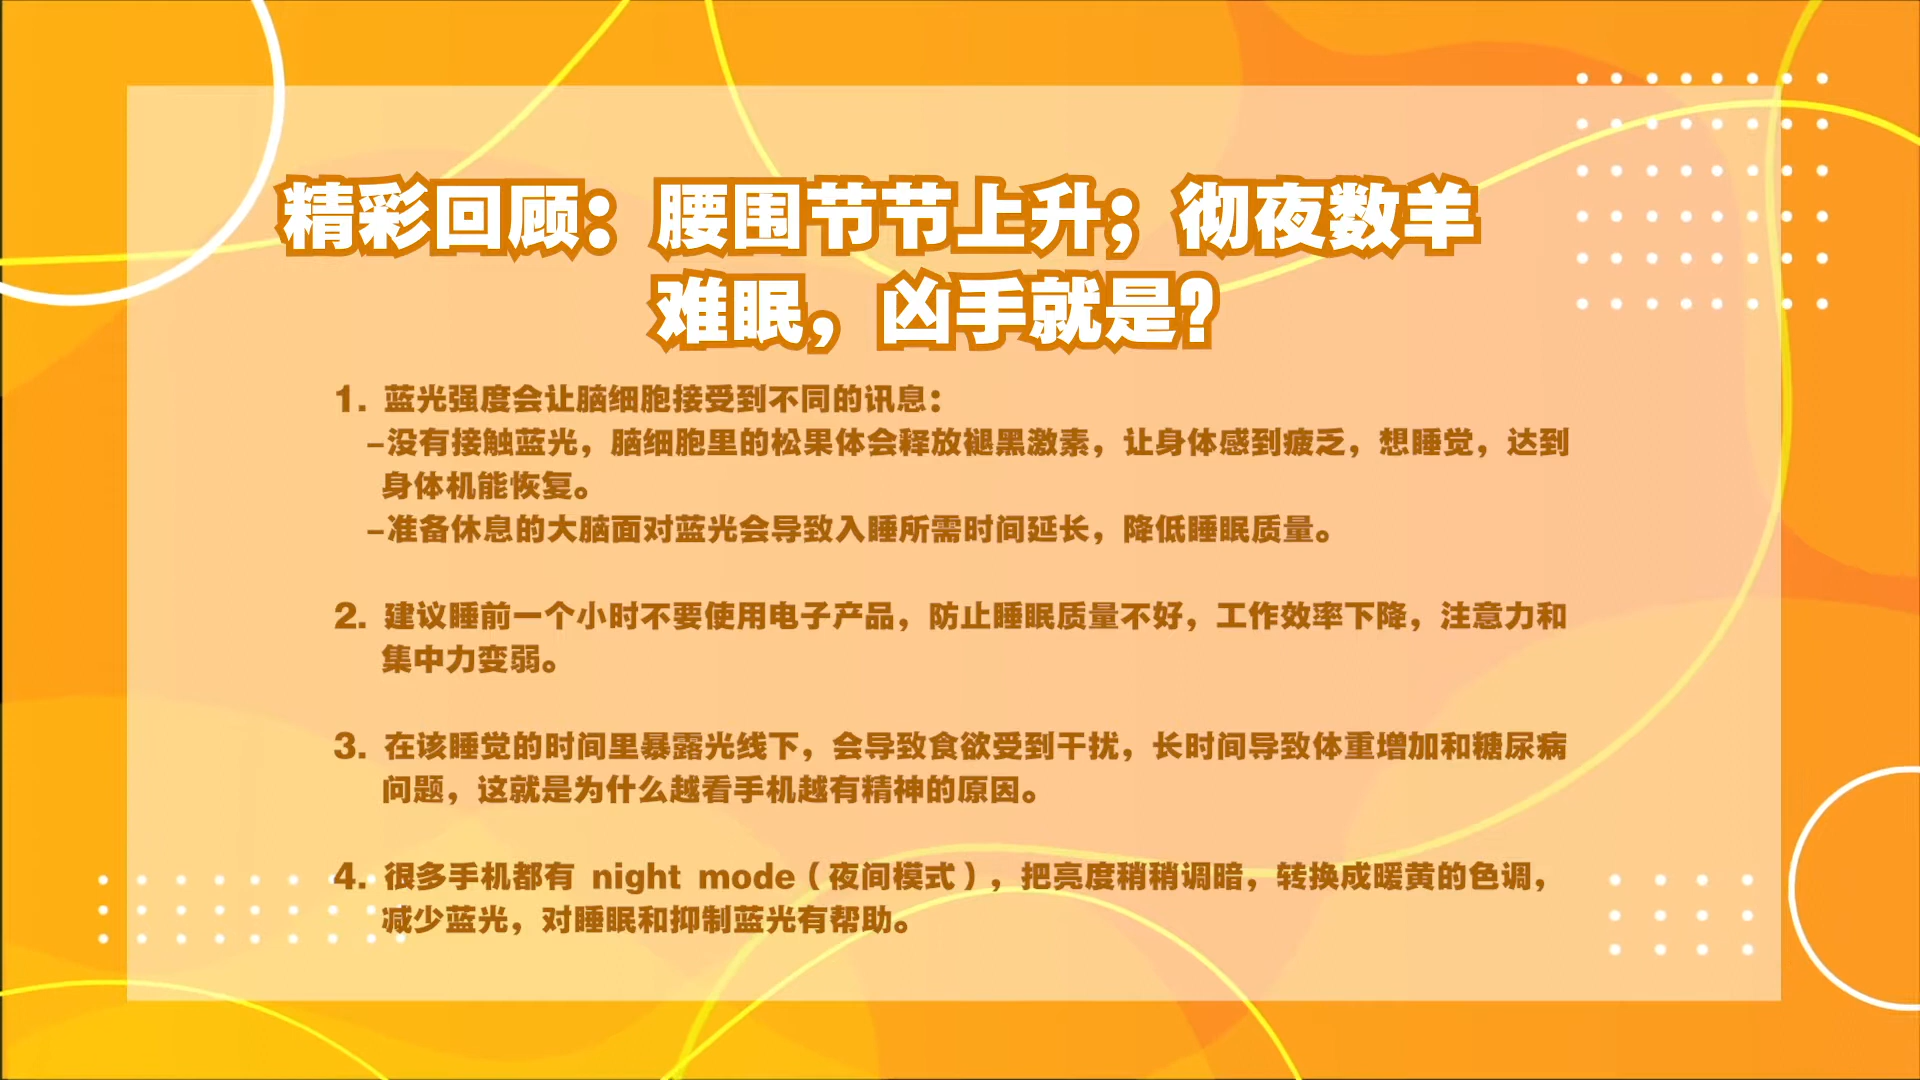 精彩回顾：腰围节节上升；彻夜数羊
难眠，凶手就是？
1. 蓝光强度会让脑细胞接受到不同的讯息：
-没有接触蓝光，脑细胞里的松果体会释放褪黑激素，让身体感到疲乏，想睡觉，达到
身体机能恢复。
-准备休息的大脑面对蓝光会导致入睡所需时间延长，降低睡眠质量。
2. 建议睡前一个小时不要使用电子产品，防止睡眠质量不好，工作效率下降，注意力和
集中力变弱。
3. 在该睡觉的时间里暴露光线下，会导致食欲受到干扰，长时间导致体重增加和糖尿病
问题，这就是为什么越看手机越有精神的原因。
4. 很多手机都有 night mode（夜间模式），把亮度稍稍调暗，转换成暖黄的色调，
减少蓝光，对睡眠和抑制蓝光有帮助。